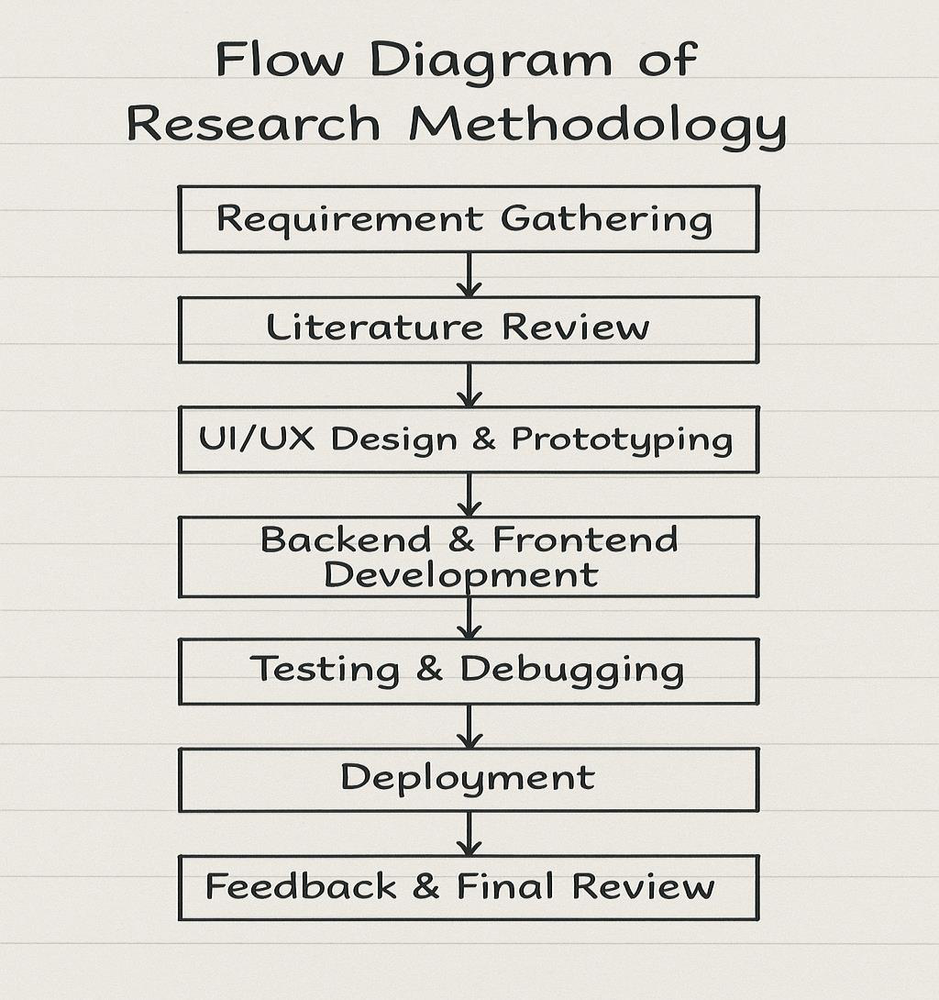 Flow Diagram of
Research Methodology
Requirement Gathering
Literature Review
UI/UX Design & Prototyping
Backend & Frontend
Development
Testing & Debugging
Deployment
Feedback & Final Review